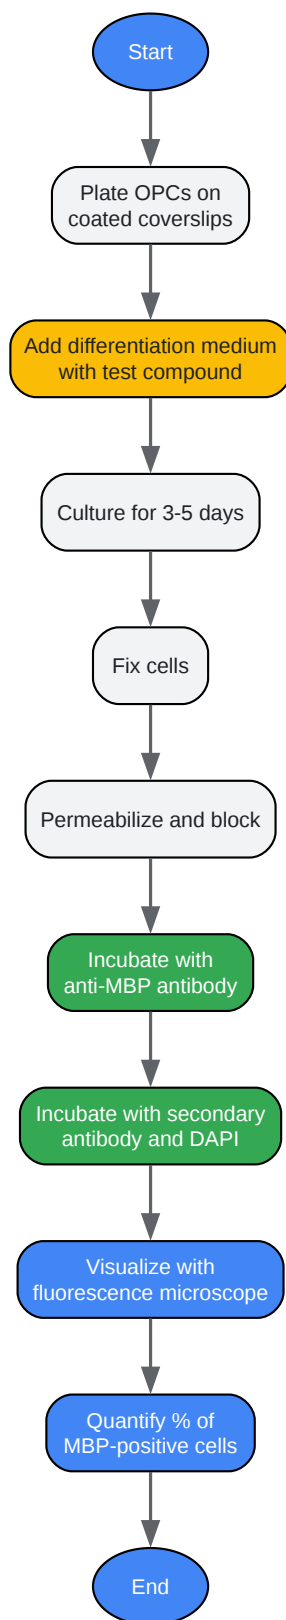 Start
Plate OPCs on
coated coverslips
Add differentiation medium
with test compound
Culture for 3-5 days
Fix cells
Permeabilize and block
Incubate with
anti-MBP antibody
Incubate with secondary
antibody and DAPI
Visualize with
fluorescence microscope
Quantify % of
MBP-positive cells
End